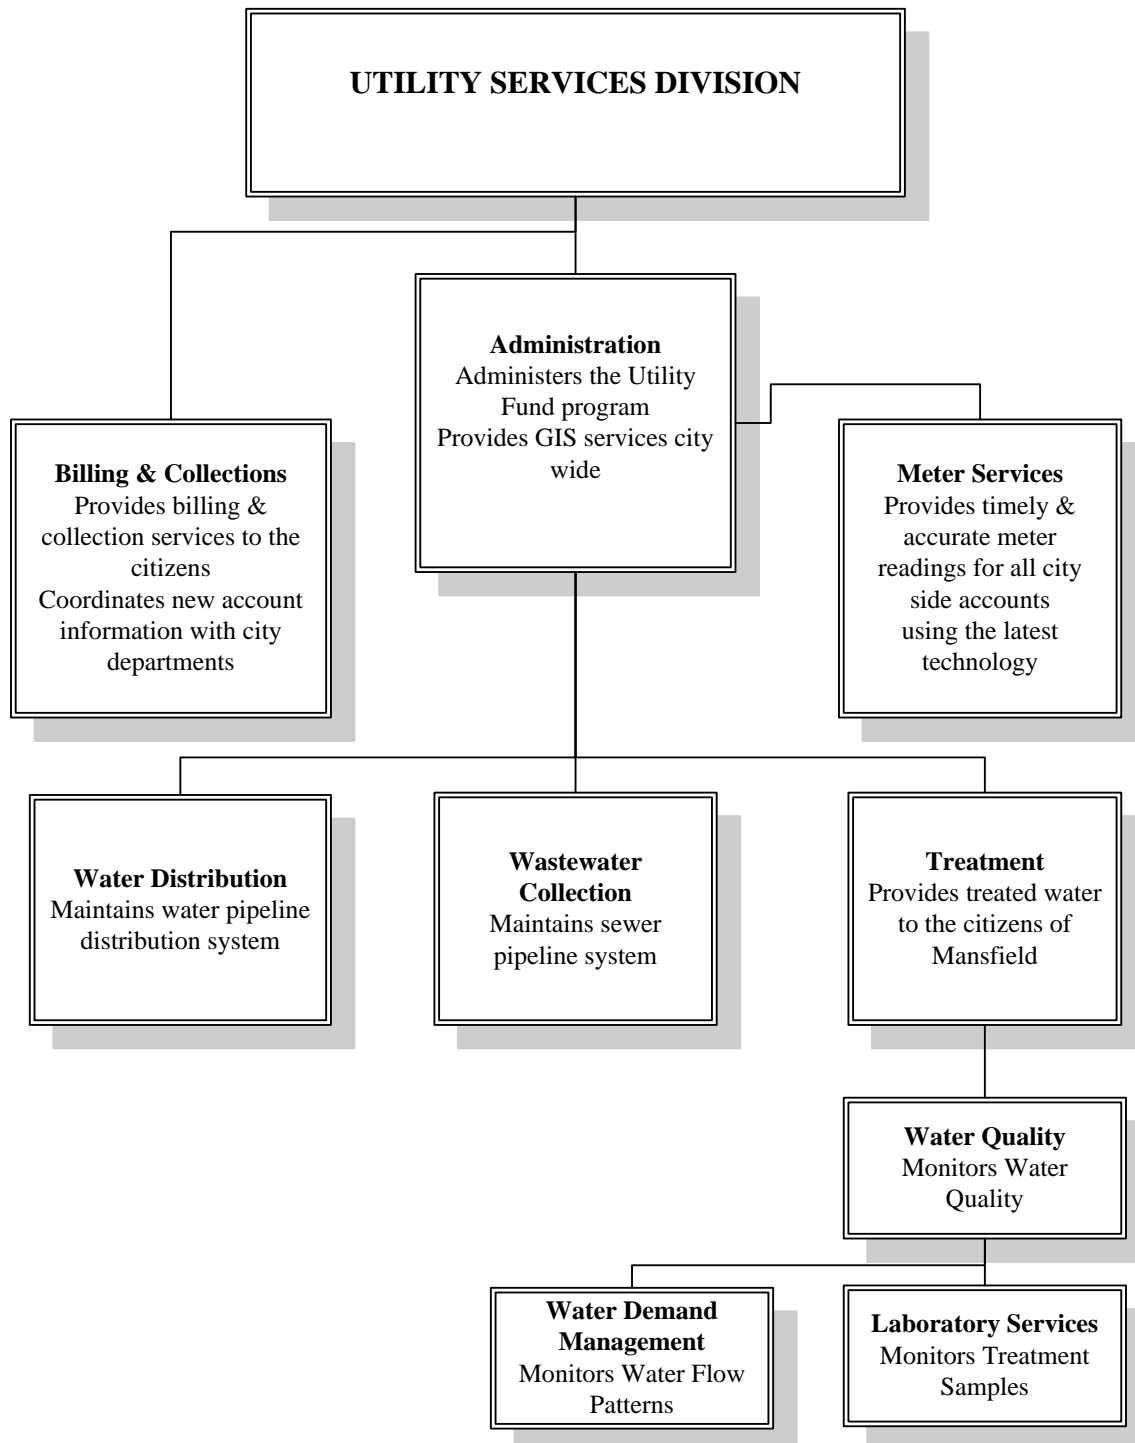 UTILITY SERVICES DIVISION
Administration
Administers the Utility
Fund program
Provides GIS services city
wide
Billing & Collections
Provides billing &
collection services to the
citizens
Coordinates new account
information with city
departments
Meter Services
Provides timely &
accurate meter
readings for all city
side accounts
using the latest
technology
Water Distribution
Maintains water pipeline
distribution system
Wastewater
Collection
Maintains sewer
pipeline system
Treatment
Provides treated water
to the citizens of
Mansfield
Water Quality
Monitors Water
Quality
Water Demand
Management
Monitors Water Flow
Patterns
Laboratory Services
Monitors Treatment
Samples